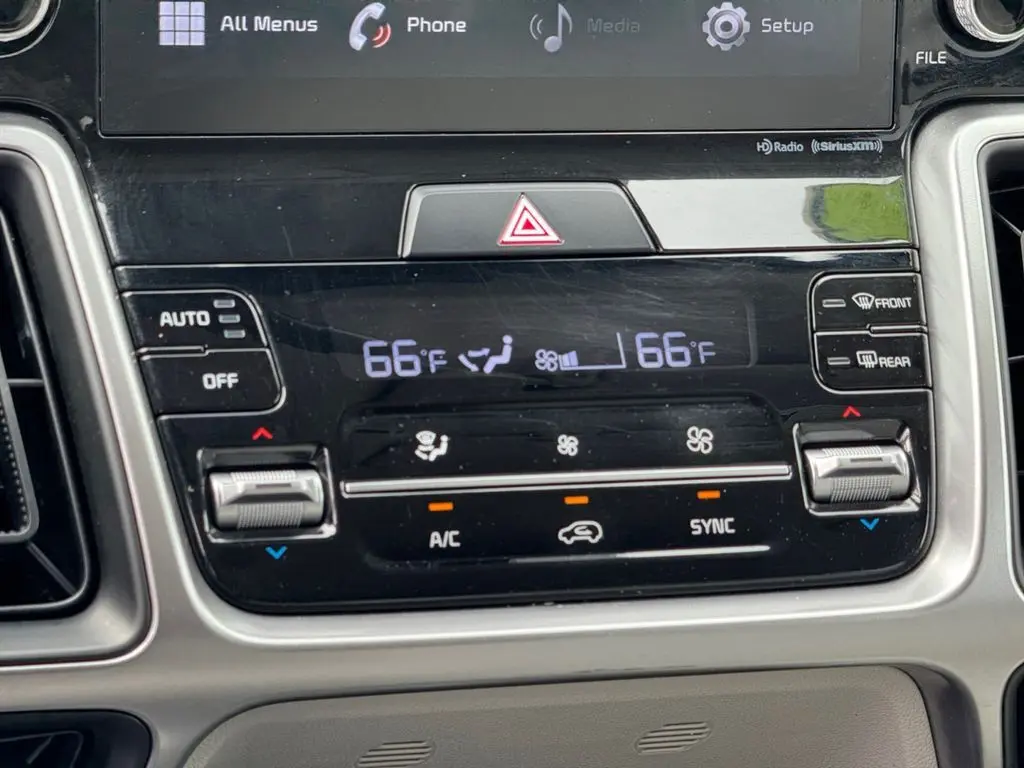 All Menus Phone Media Setup
FILE
HD Radio ((SiriusXM))
AUTO
OFF
66°F 66°F
FRONT
REAR
A/C SYNC